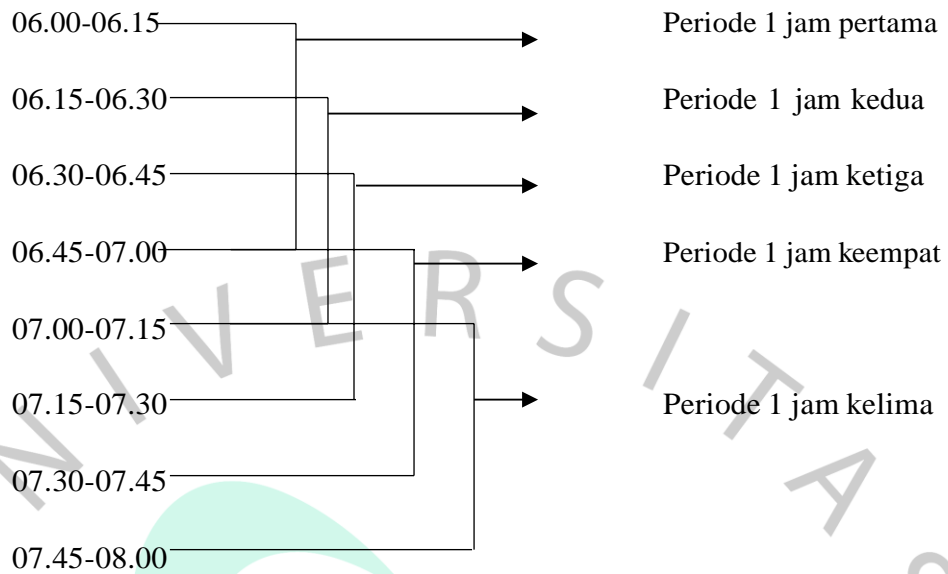 06.00-06.15 Periode 1 jam pertama
06.15-06.30 Periode 1 jam kedua
06.30-06.45 Periode 1 jam ketiga
06.45-07.00 Periode 1 jam keempat
07.00-07.15
07.15-07.30 Periode 1 jam kelima
07.30-07.45
07.45-08.00
NIVERSITAS